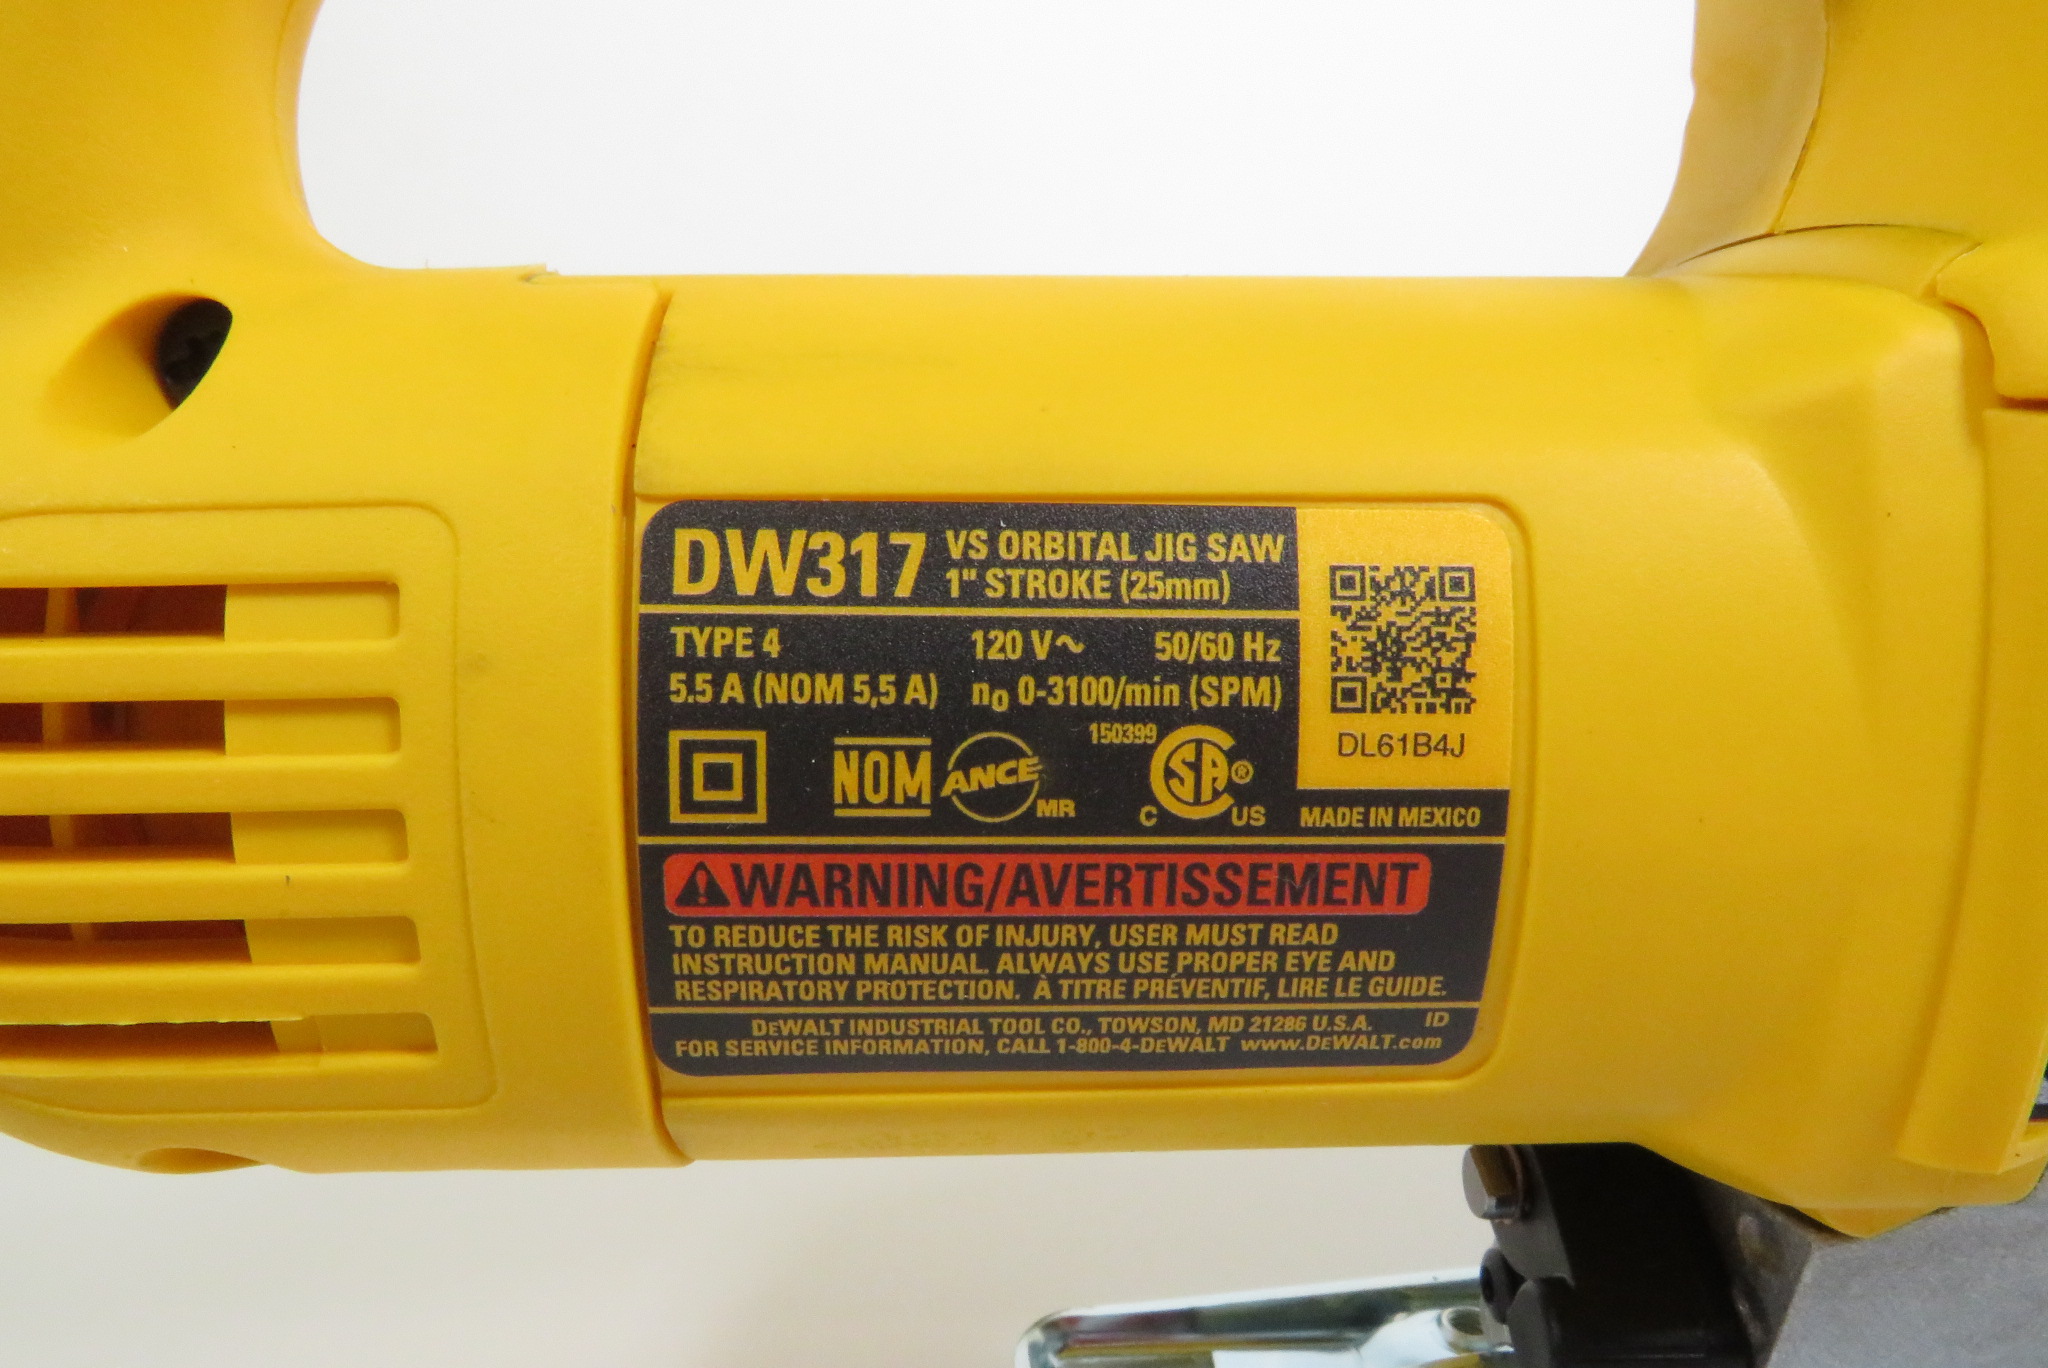 DW317 VS ORBITAL JIG SAW
1" STROKE (25mm)
TYPE 4 120 V~ 50/60 Hz
5.5 A (NOM 5,5 A) n₀ 0-3100/min (SPM)
DL61B4J
150399
NOM ANCE MR C SA® US
MADE IN MEXICO
WARNING/AVERTISSEMENT
TO REDUCE THE RISK OF INJURY, USER MUST READ
INSTRUCTION MANUAL. ALWAYS USE PROPER EYE AND
RESPIRATORY PROTECTION. À TITRE PRÉVENTIF, LIRE LE GUIDE.
DEWALT INDUSTRIAL TOOL CO., TOWSON, MD 21286 U.S.A. ID
FOR SERVICE INFORMATION, CALL 1-800-4-DEWALT www.DEWALT.com